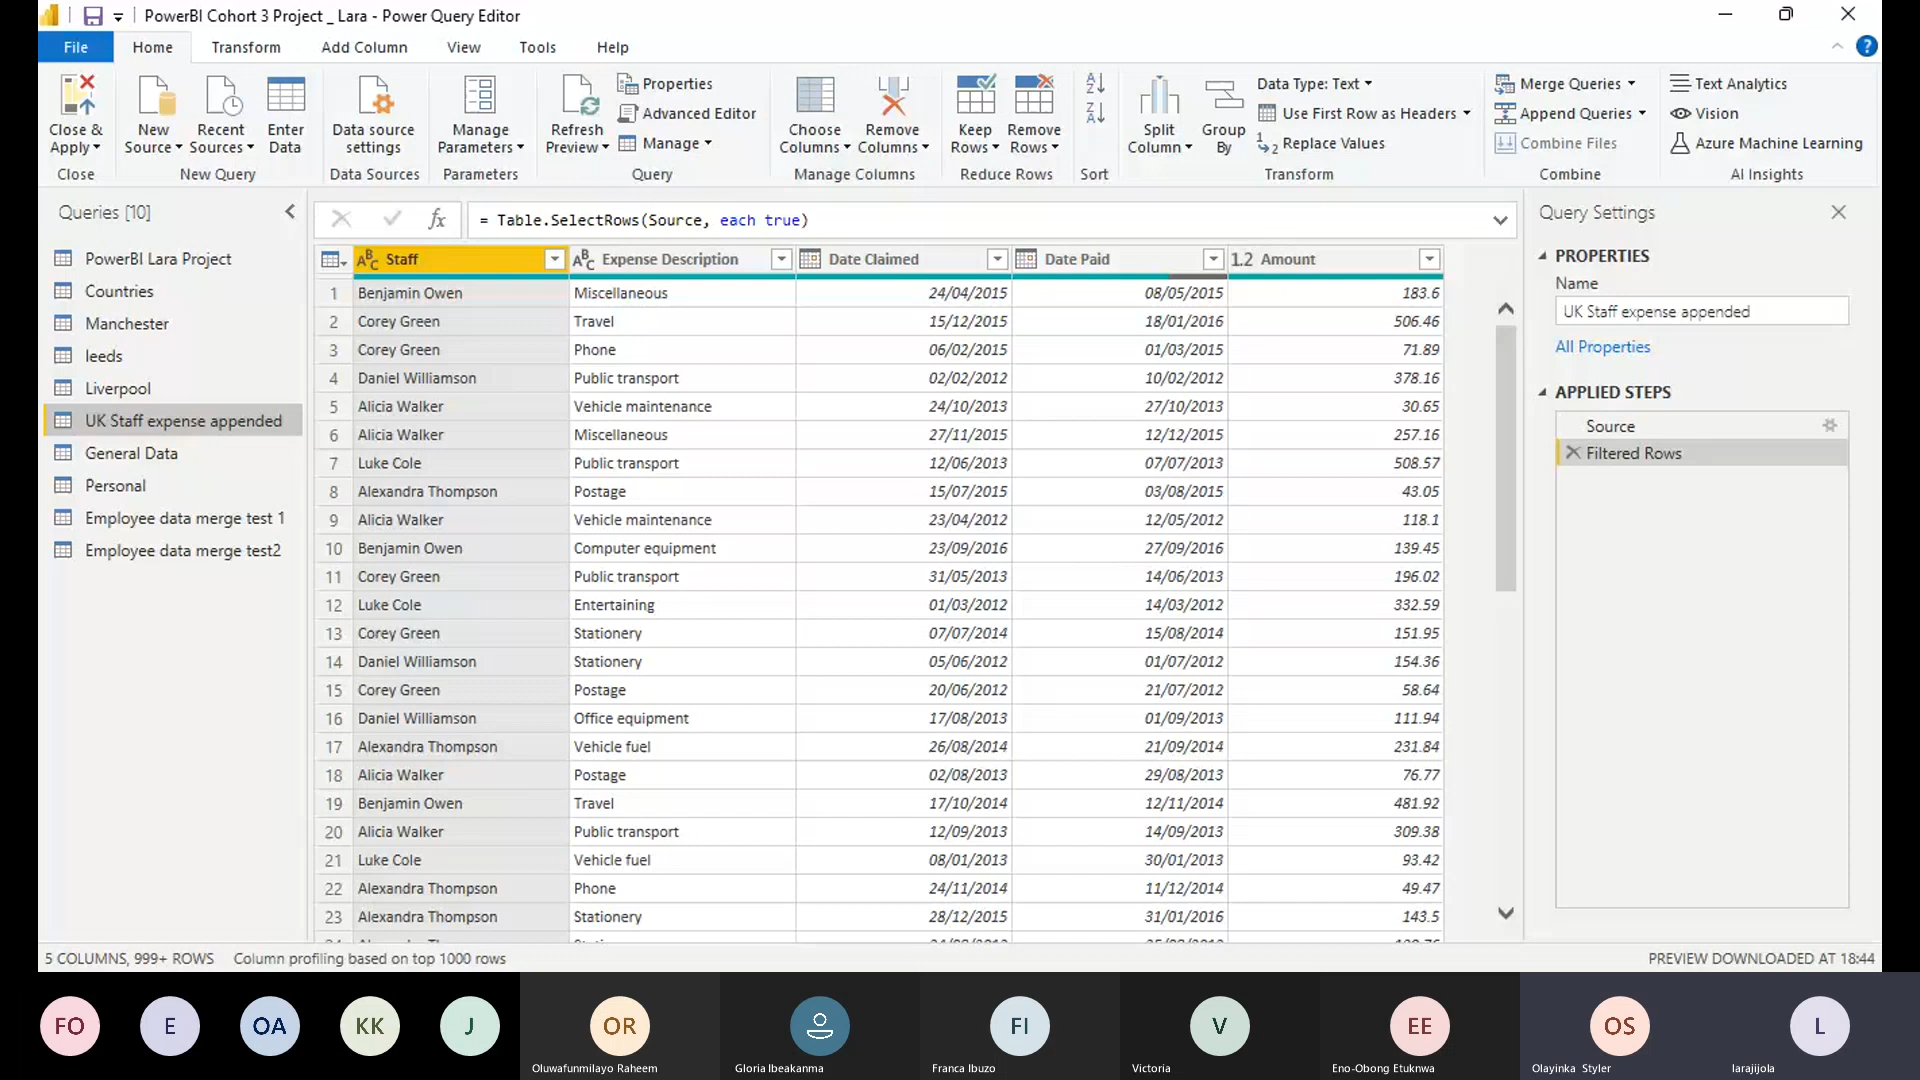 PowerBI Cohort 3 Project _ Lara - Power Query Editor
File Home Transform Add Column View Tools Help
Close & Apply
Close
New Source
Recent Sources
Enter Data
New Query
Data source settings
Data Sources
Manage Parameters
Parameters
Refresh Preview
Properties
Advanced Editor
Manage
Query
Choose Columns
Remove Columns
Manage Columns
Keep Rows
Remove Rows
Reduce Rows
Sort
Split Column
Group By
Data Type: Text
Use First Row as Headers
Replace Values
Transform
Merge Queries
Append Queries
Combine Files
Combine
Text Analytics
Vision
Azure Machine Learning
AI Insights
Queries [10]
PowerBI Lara Project
Countries
Manchester
leeds
Liverpool
UK Staff expense appended
General Data
Personal
Employee data merge test 1
Employee data merge test2
fx = Table.SelectRows(Source, each true)
Staff Expense Description Date Claimed Date Paid 1.2 Amount
1 Benjamin Owen Miscellaneous 24/04/2015 08/05/2015 183.6
2 Corey Green Travel 15/12/2015 18/01/2016 506.46
3 Corey Green Phone 06/02/2015 01/03/2015 71.89
4 Daniel Williamson Public transport 02/02/2012 10/02/2012 378.16
5 Alicia Walker Vehicle maintenance 24/10/2013 27/10/2013 30.65
6 Alicia Walker Miscellaneous 27/11/2015 12/12/2015 257.16
7 Luke Cole Public transport 12/06/2013 07/07/2013 508.57
8 Alexandra Thompson Postage 15/07/2015 03/08/2015 43.05
9 Alicia Walker Vehicle maintenance 23/04/2012 12/05/2012 118.1
10 Benjamin Owen Computer equipment 23/09/2016 27/09/2016 139.45
11 Corey Green Public transport 31/05/2013 14/06/2013 196.02
12 Luke Cole Entertaining 01/03/2012 14/03/2012 332.59
13 Corey Green Stationery 07/07/2014 15/08/2014 151.95
14 Daniel Williamson Stationery 05/06/2012 01/07/2012 154.36
15 Corey Green Postage 20/06/2012 21/07/2012 58.64
16 Daniel Williamson Office equipment 17/08/2013 01/09/2013 111.94
17 Alexandra Thompson Vehicle fuel 26/08/2014 21/09/2014 231.84
18 Alicia Walker Postage 02/08/2013 29/08/2013 76.77
19 Benjamin Owen Travel 17/10/2014 12/11/2014 481.92
20 Alicia Walker Public transport 12/09/2013 14/09/2013 309.38
21 Luke Cole Vehicle fuel 08/01/2013 30/01/2013 93.42
22 Alexandra Thompson Phone 24/11/2014 11/12/2014 49.47
23 Alexandra Thompson Stationery 28/12/2015 31/01/2016 143.5
Query Settings
PROPERTIES
Name
UK Staff expense appended
All Properties
APPLIED STEPS
Source
Filtered Rows
5 COLUMNS, 999+ ROWS Column profiling based on top 1000 rows PREVIEW DOWNLOADED AT 18:44
FO E OA KK J OR FI V EE OS L
Oluwafunmilayo Raheem Gloria Ibeakanma Franca Ibuzo Victoria Eno-Obong Etuknwa Olayinka Styler larajijola